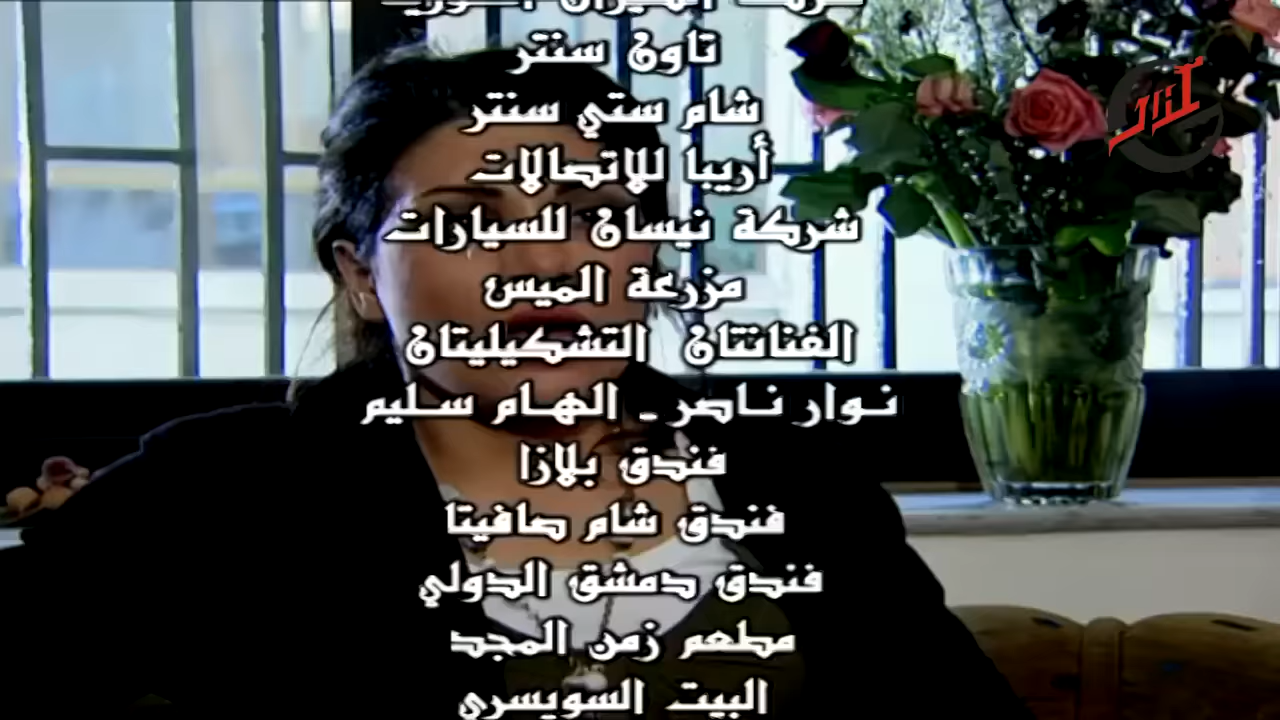 تاون سنتر
شام ستي سنتر
أريبا للاتصالات
شركة نيسان للسيارات
مزرعة الميس
الفنانتان التشكيليتان
نوار ناصر ـ الهام سليم
فندق بلازا
فندق شام صافيتا
فندق دمشق الدولي
مطعم زمن المجد
البيت السويسري